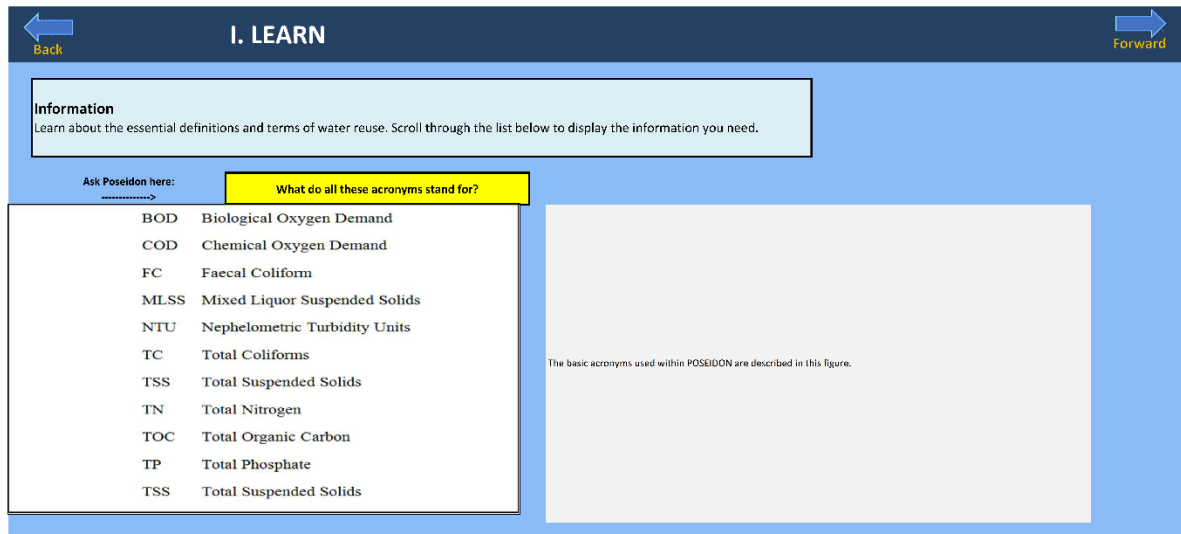 Back
I. LEARN
Forward
Information
Learn about the essential definitions and terms of water reuse. Scroll through the list below to display the information you need.
Ask Poseidon here:
-------------->
What do all these acronyms stand for?
BOD Biological Oxygen Demand
COD Chemical Oxygen Demand
FC Faecal Coliform
MLSS Mixed Liquor Suspended Solids
NTU Nephelometric Turbidity Units
TC Total Coliforms
TSS Total Suspended Solids
TN Total Nitrogen
TOC Total Organic Carbon
TP Total Phosphate
TSS Total Suspended Solids
The basic acronyms used within POSEIDON are described in this figure.